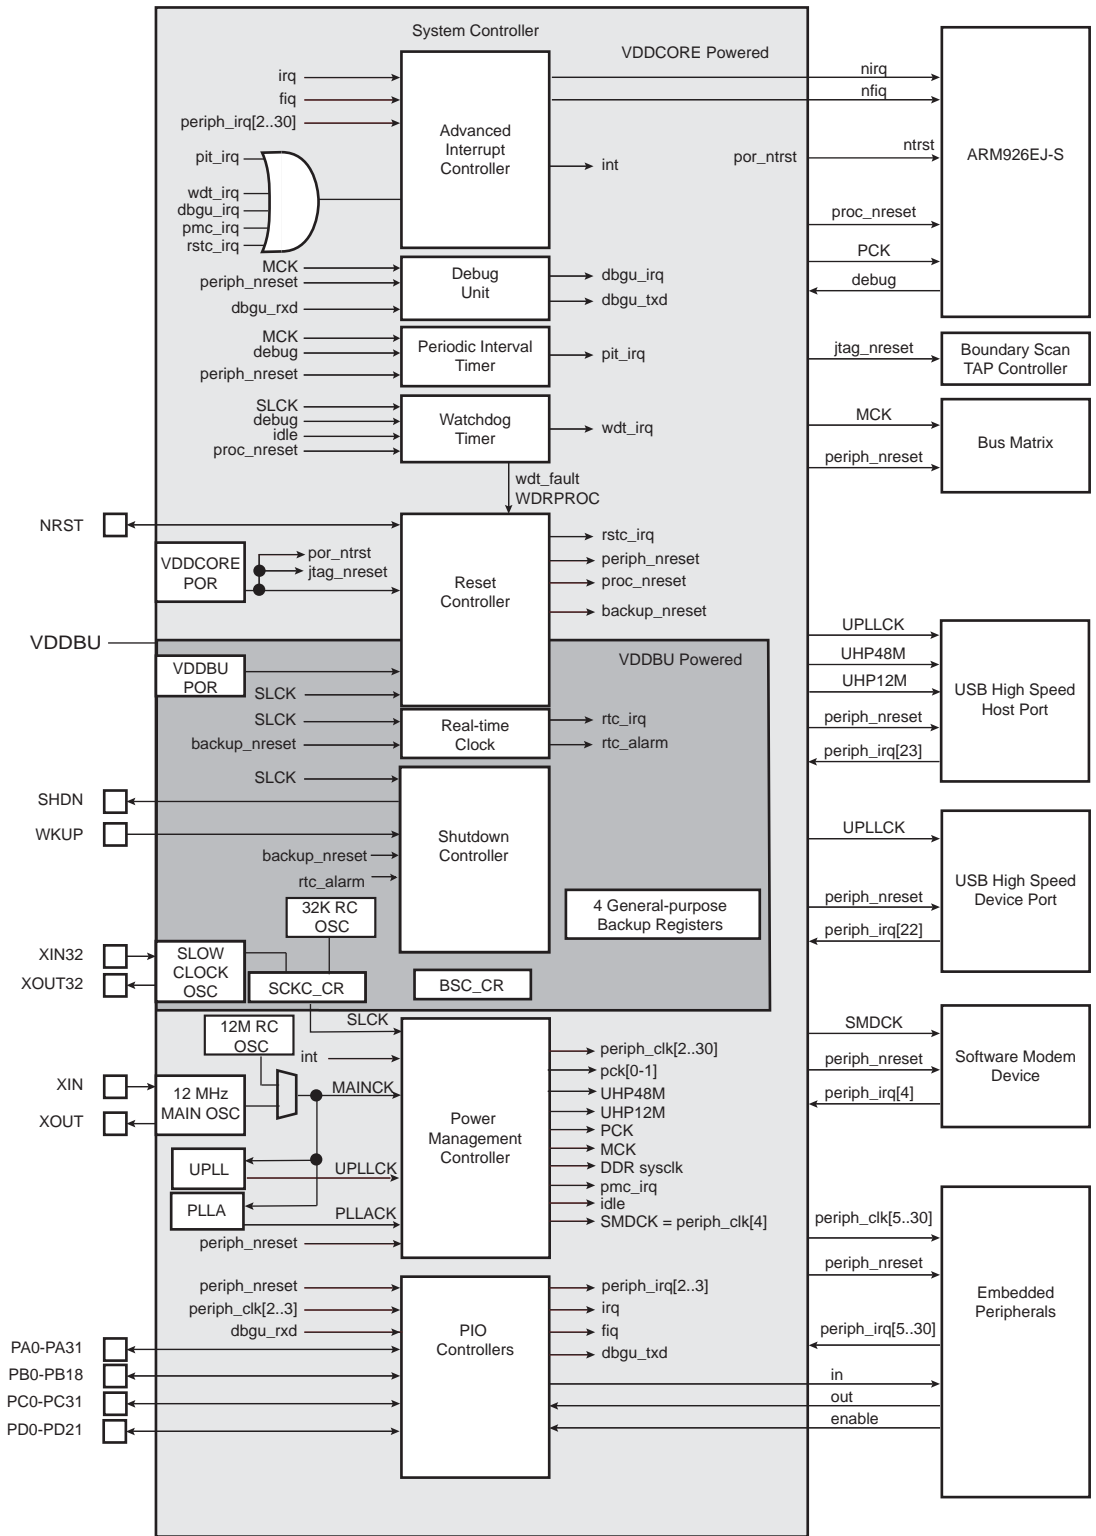 System Controller
VDDCORE Powered
irq
fiq
periph_irq[2..30]
pit_irq
wdt_irq
dbgu_irq
pmc_irq
rstc_irq
Advanced
Interrupt
Controller
int
nirq
nfiq
por_ntrst
ntrst
ARM926EJ-S
proc_nreset
PCK
debug
MCK
periph_nreset
dbgu_rxd
Debug
Unit
dbgu_irq
dbgu_txd
MCK
debug
periph_nreset
Periodic Interval
Timer
pit_irq
jtag_nreset
Boundary Scan
TAP Controller
SLCK
debug
idle
proc_nreset
Watchdog
Timer
wdt_irq
MCK
periph_nreset
Bus Matrix
wdt_fault
WDRPROC
NRST
VDDCORE
POR
por_ntrst
jtag_nreset
Reset
Controller
rstc_irq
periph_nreset
proc_nreset
backup_nreset
VDDBU
VDDBU Powered
VDDBU
POR
SLCK
SLCK
backup_nreset
Real-time
Clock
rtc_irq
rtc_alarm
UPLLCK
UHP48M
UHP12M
periph_nreset
periph_irq[23]
USB High Speed
Host Port
SLCK
SHDN
WKUP
backup_nreset
rtc_alarm
Shutdown
Controller
4 General-purpose
Backup Registers
UPLLCK
periph_nreset
periph_irq[22]
USB High Speed
Device Port
32K RC
OSC
XIN32
XOUT32
SLOW
CLOCK
OSC
SCKC_CR
BSC_CR
SLCK
12M RC
OSC
int
XIN
XOUT
12 MHz
MAIN OSC
MAINCK
UPLL
UPLLCK
PLLA
PLLACK
periph_nreset
Power
Management
Controller
periph_clk[2..30]
pck[0-1]
UHP48M
UHP12M
PCK
MCK
DDR sysclk
pmc_irq
idle
SMDCK = periph_clk[4]
SMDCK
periph_nreset
periph_irq[4]
Software Modem
Device
periph_nreset
periph_clk[2..3]
dbgu_rxd
PA0-PA31
PB0-PB18
PC0-PC31
PD0-PD21
PIO
Controllers
periph_irq[2..3]
irq
fiq
dbgu_txd
periph_clk[5..30]
periph_nreset
periph_irq[5..30]
in
out
enable
Embedded
Peripherals